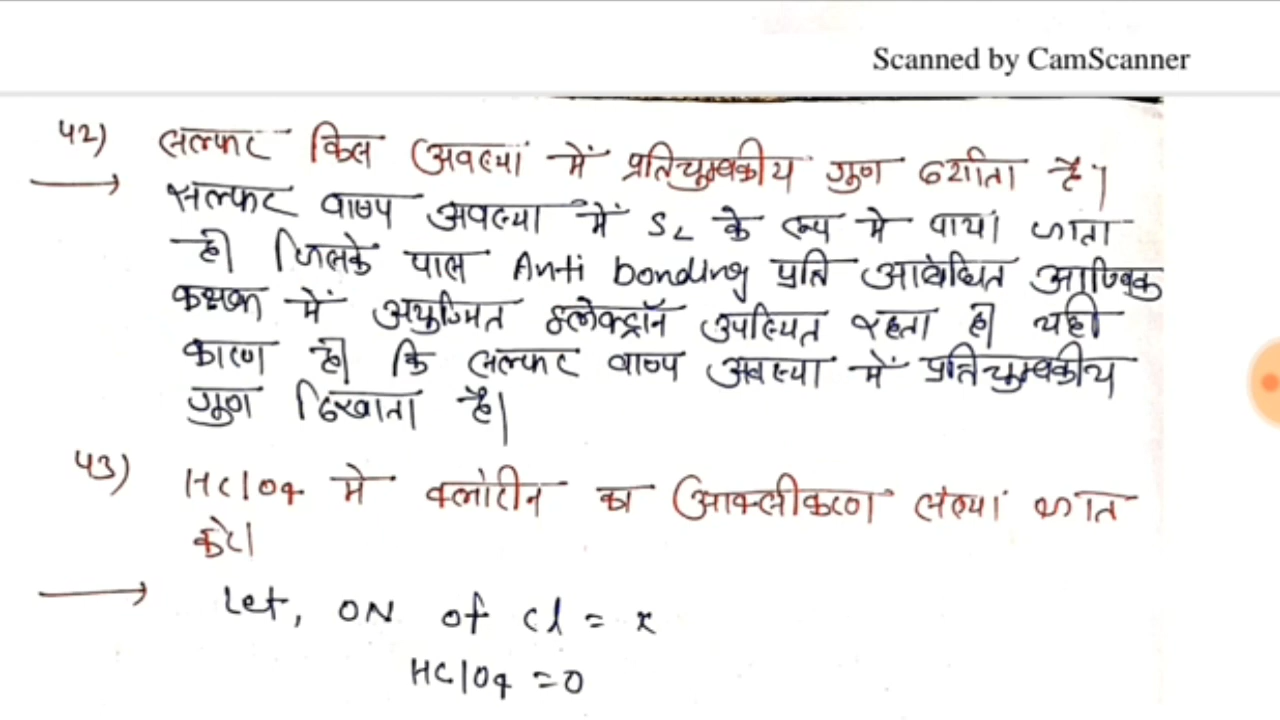 Scanned by CamScanner
42) सल्फर किस अवस्था में प्रतिचुम्बकीय गुण दर्शाता है।
→ सल्फर वाष्प अवस्था में S₂ के रूप मे पाया जाता
है। जिसके पास Anti bonding प्रति आबंधित आण्विक
कक्षक में अयुग्मित इलेक्ट्रॉन उपस्थित रहता है। यही
कारण है। कि सल्फर वाष्प अवस्था में प्रतिचुम्बकीय
गुण दिखाता है।
43) HClO4 मे क्लोरीन का आक्सीकरण संख्यां ज्ञात
करे।
→ Let, ON of Cl = x
HClO4 = 0